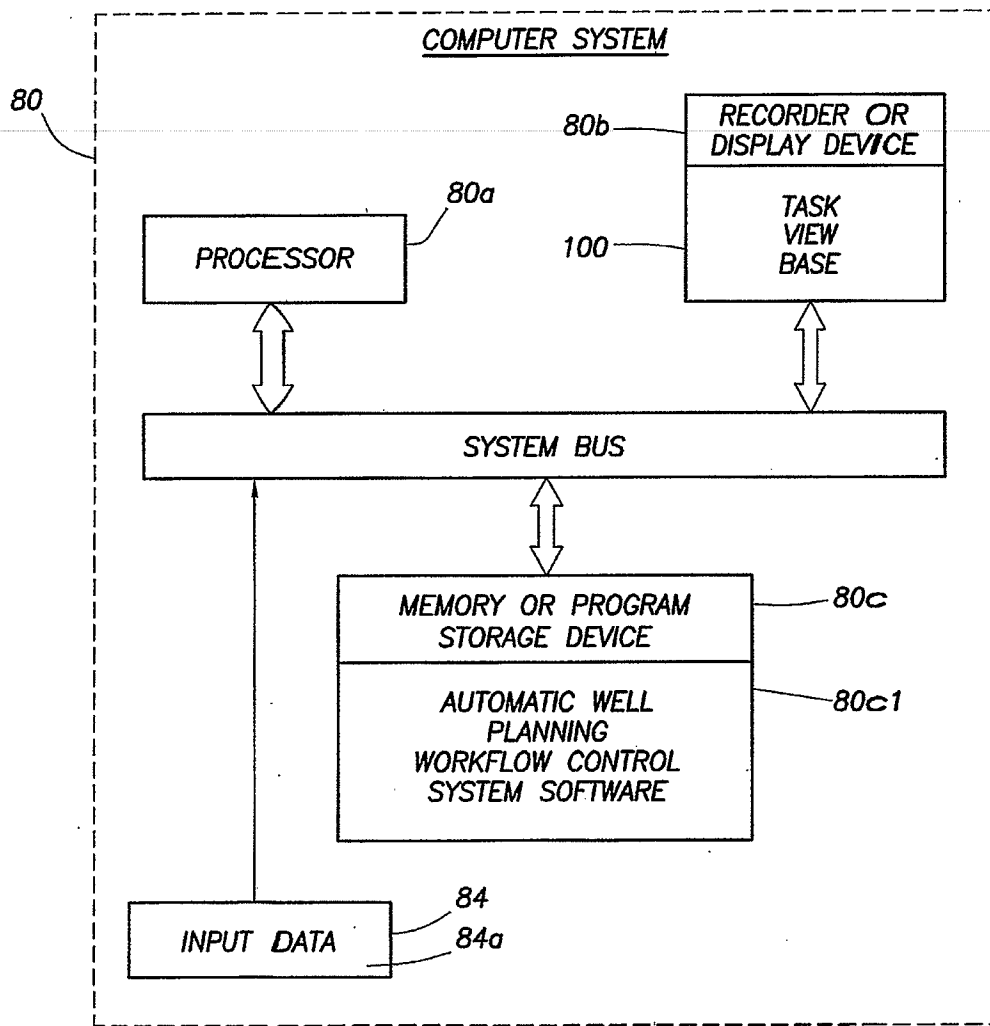 COMPUTER SYSTEM
80
80b
RECORDER OR
DISPLAY DEVICE
80a
PROCESSOR
100
TASK
VIEW
BASE
SYSTEM BUS
MEMORY OR PROGRAM
STORAGE DEVICE
80c
AUTOMATIC WELL
PLANNING
WORKFLOW CONTROL
SYSTEM SOFTWARE
80c1
INPUT DATA
84
84a